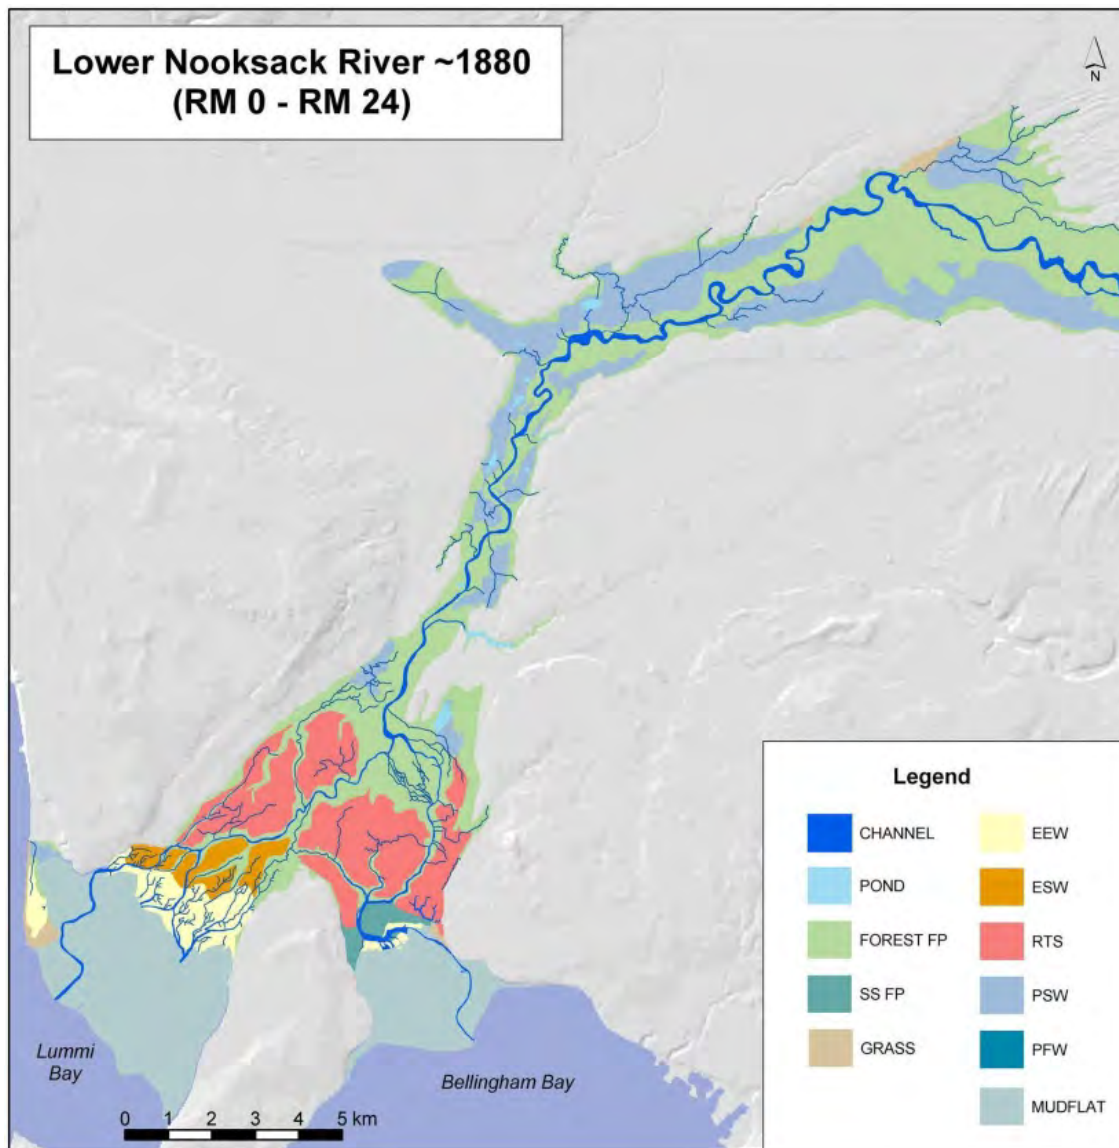 Lower Nooksack River ~1880
(RM 0 - RM 24)
N
Legend
CHANNEL
POND
FOREST FP
SS FP
GRASS
EEW
ESW
RTS
PSW
PFW
MUDFLAT
Lummi
Bay
Bellingham Bay
0 1 2 3 4 5 km